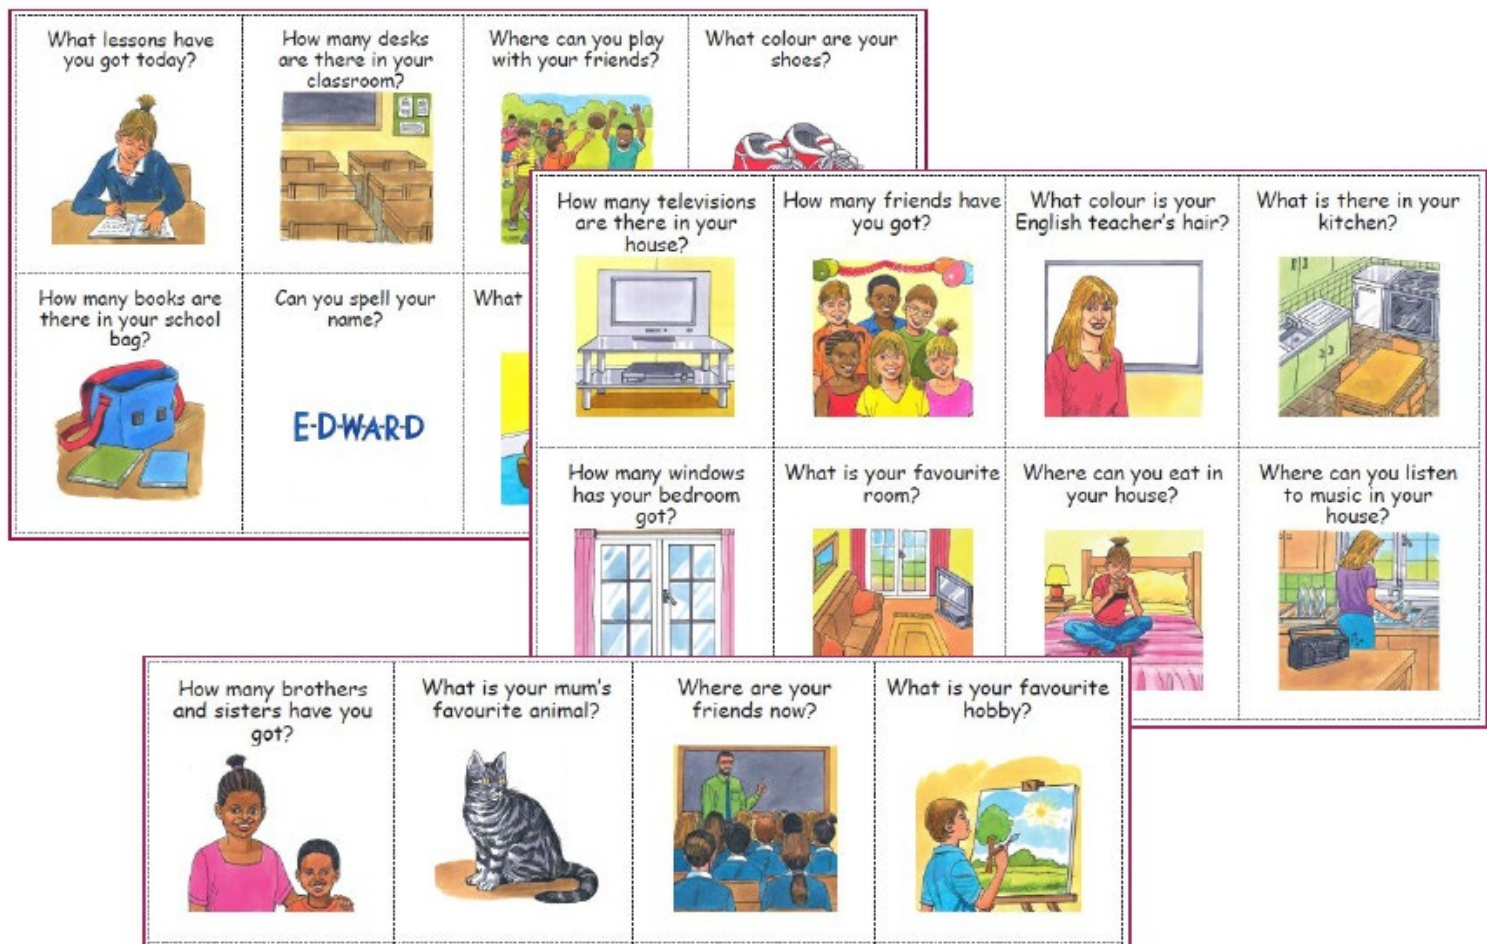 What lessons have
you got today?
How many desks
are there in your
classroom?
Where can you play
with your friends?
What colour are your
shoes?
How many books are
there in your school
bag?
Can you spell your
name?
E-D-W-A-R-D
What
How many televisions
are there in your
house?
How many friends have
you got?
What colour is your
English teacher's hair?
What is there in your
kitchen?
How many windows
has your bedroom
got?
What is your favourite
room?
Where can you eat in
your house?
Where can you listen
to music in your
house?
How many brothers
and sisters have you
got?
What is your mum's
favourite animal?
Where are your
friends now?
What is your favourite
hobby?